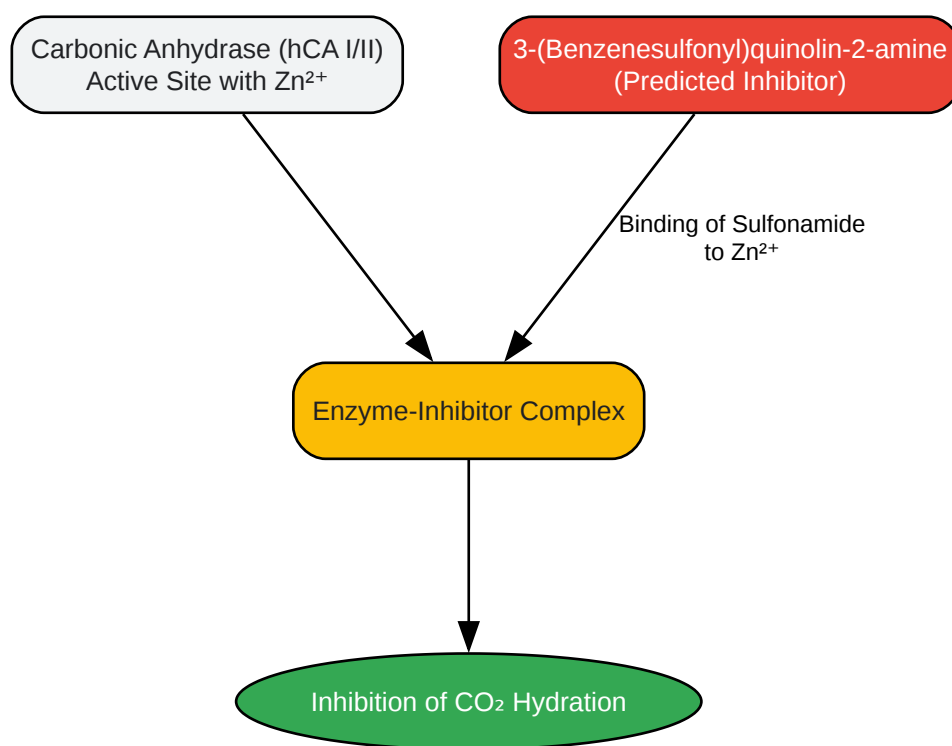 Carbonic Anhydrase (hCA I/II)
Active Site with Zn²⁺
3-(Benzenesulfonyl)quinolin-2-amine
(Predicted Inhibitor)
Binding of Sulfonamide
to Zn²⁺
Enzyme-Inhibitor Complex
Inhibition of CO₂ Hydration